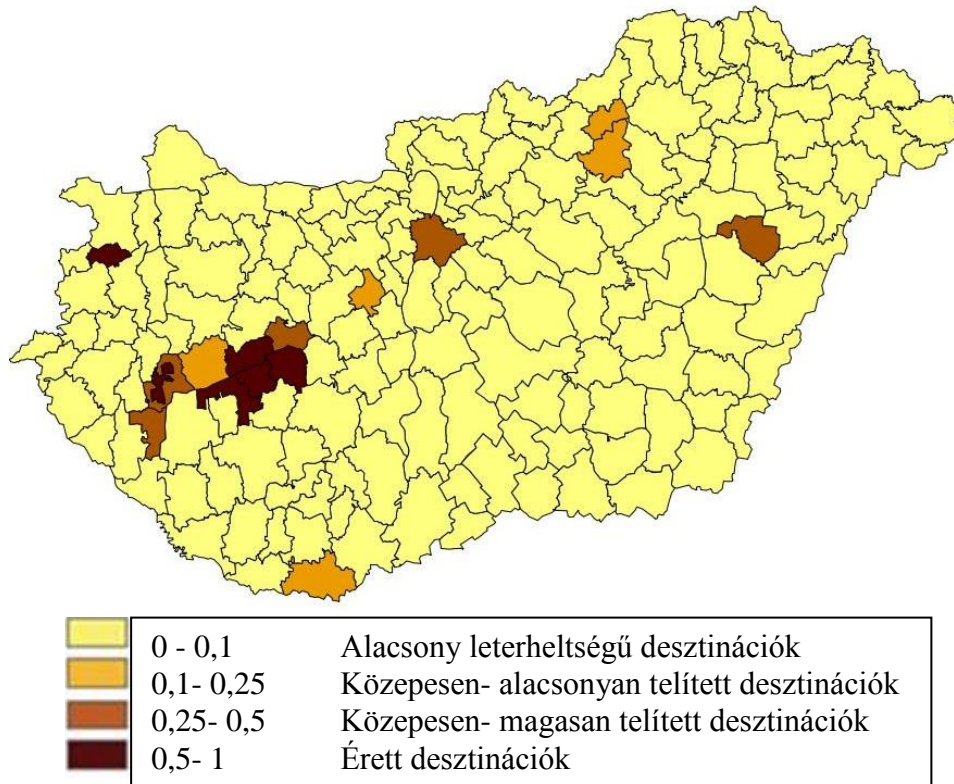 0 - 0,1 Alacsony leterheltségű desztinációk
0,1- 0,25 Közepesen- alacsonyan telített desztinációk
0,25- 0,5 Közepesen- magasan telített desztinációk
0,5- 1 Érett desztinációk